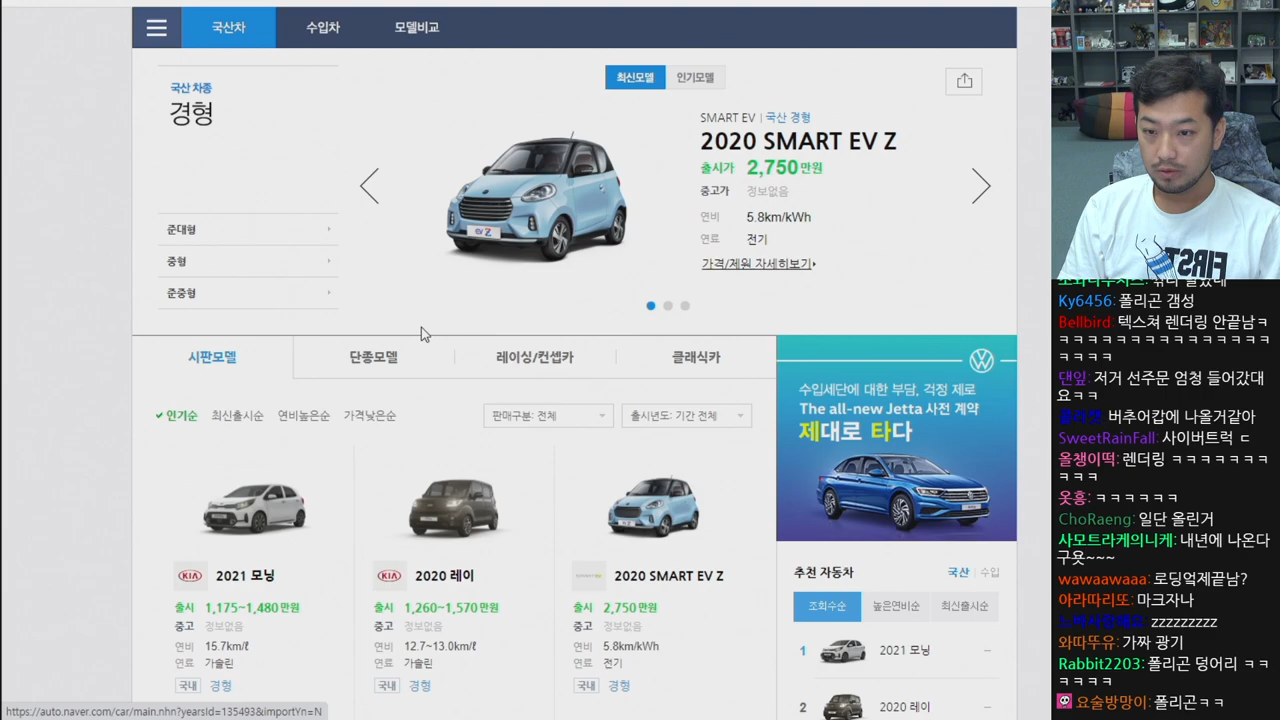 국산차
수입차
모델비교
국산 차종
경형
준대형
중형
준중형
최신모델
인기모델
SMART EV | 국산 경형
2020 SMART EV Z
출시가 2,750만원
중고가 정보없음
연비 5.8km/kWh
연료 전기
가격/제원 자세히보기
EV Z
시판모델
단종모델
레이싱/컨셉카
클래식카
인기순 최신출시순 연비높은순 가격낮은순
판매구분: 전체
출시년도: 기간 전체
KIA 2021 모닝
출시 1,175~1,480만원
중고 정보없음
연비 15.7km/ℓ
연료 가솔린
국내 경형
KIA 2020 레이
출시 1,260~1,570만원
중고 정보없음
연비 12.7~13.0km/ℓ
연료 가솔린
국내 경형
2020 SMART EV Z
출시 2,750만원
중고 정보없음
연비 5.8km/kWh
연료 전기
국내 경형
수입세단에 대한 부담, 걱정 제로
The all-new Jetta 사전 계약
제대로 타다
추천 자동차
국산 | 수입
조회수순
높은연비순
최신출시순
1 2021 모닝 –
2 2020 레이 –
https://auto.naver.com/car/main.nhn?yearsId=135493&importYn=N
FIRST
Ky6456: 폴리곤 갬성
Bellbird: 텍스쳐 렌더링 안끝남ㅋ
ㅋㅋㅋㅋㅋㅋㅋㅋㅋㅋㅋㅋㅋㅋㅋ
ㅋㅋㅋㅋ
댄잎: 저거 선주문 엄청 들어갔대
요ㅋㅋ
버추어캅에 나올거같아
SweetRainFall: 사이버트럭 ㄷ
올챙이떡: 렌더링 ㅋㅋㅋㅋㅋㅋㅋ
ㅋㅋㅋ
옷홍: ㅋㅋㅋㅋㅋㅋ
ChoRaeng: 일단 올린거
사모트라케의니케: 내년에 나온다
구욧~~~
wawaawawaaa: 로딩억제끝남?
아라따리또: 마크자나
zzzzzzzzz
와따뚜유: 가짜 광기
Rabbit2203: 폴리곤 덩어리 ㅋㅋ
ㅋㅋㅋㅋㅋ
요술방망이: 폴리곤ㅋㅋ